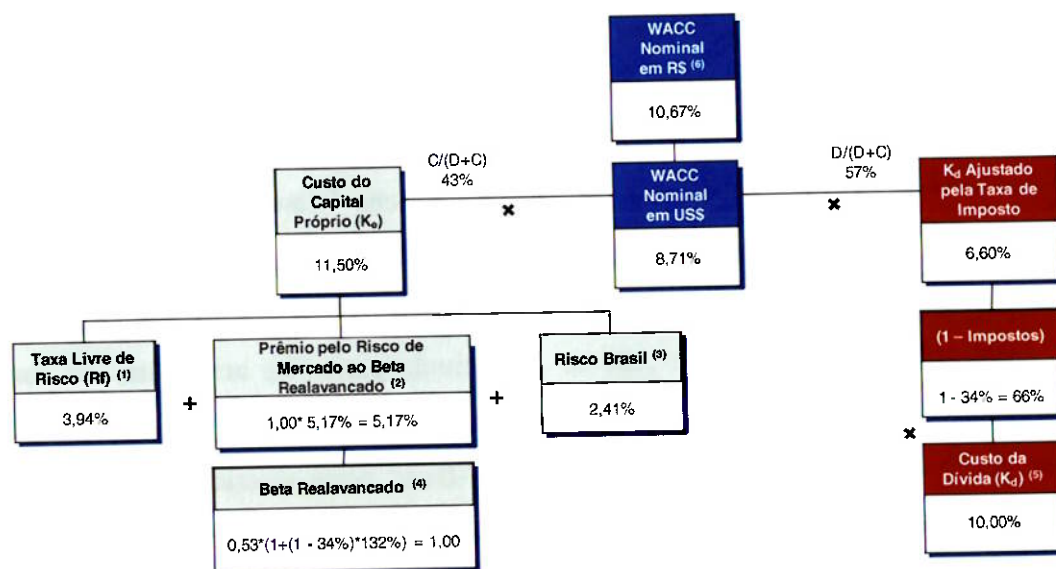 WACC
Nominal
em R$ (6)
10,67%
C/(D+C)
43%
D/(D+C)
57%
Custo do
Capital
Próprio (Ke)
11,50%
×
WACC
Nominal
em US$
8,71%
×
Kd Ajustado
pela Taxa de
Imposto
6,60%
Taxa Livre de
Risco (Rf) (1)
3,94%
+
Prêmio pelo Risco de
Mercado ao Beta
Realavancado (2)
1,00* 5,17% = 5,17%
+
Risco Brasil (3)
2,41%
(1 – Impostos)
1 - 34% = 66%
×
Beta Realavancado (4)
0,53*(1+(1 - 34%)*132%) = 1,00
Custo da
Dívida (Kd) (5)
10,00%